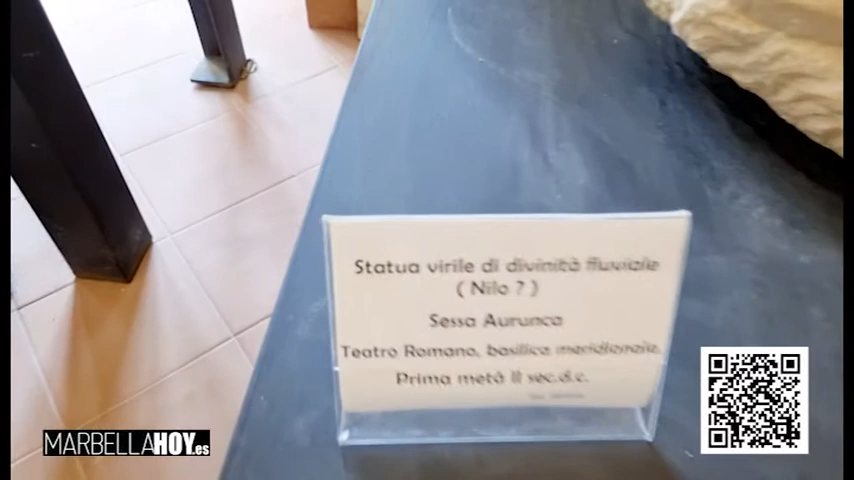 Statua virile di divinità fluviale
( Nilo ? )
Sessa Aurunca
Teatro Romano, basilica meridionale.
Prima metà II sec.d.c.
MARBELLAHOY.es